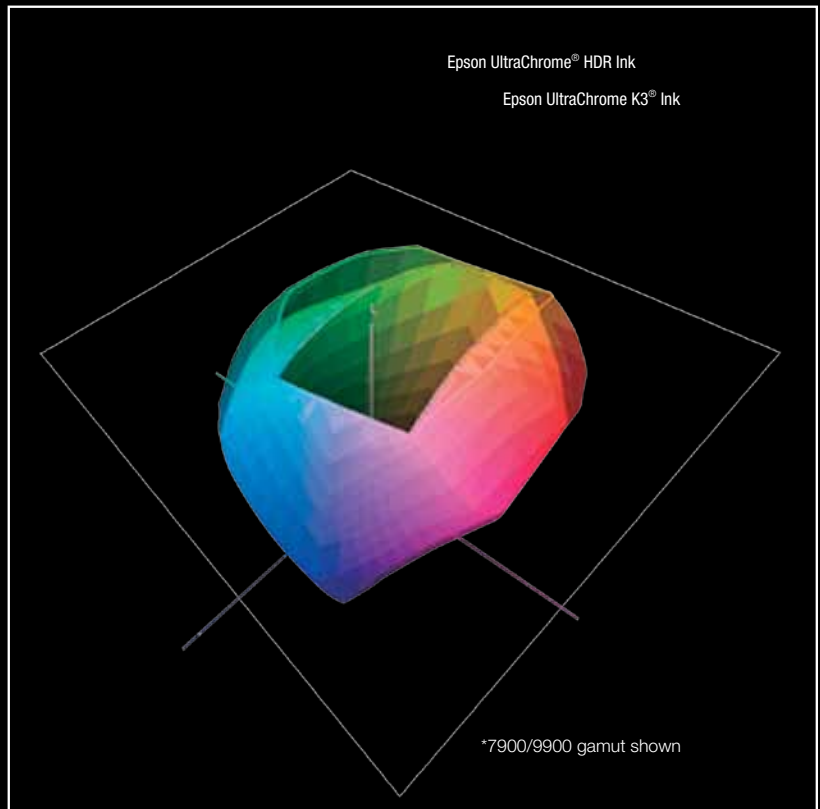 Epson UltraChrome® HDR Ink
Epson UltraChrome K3® Ink
*7900/9900 gamut shown